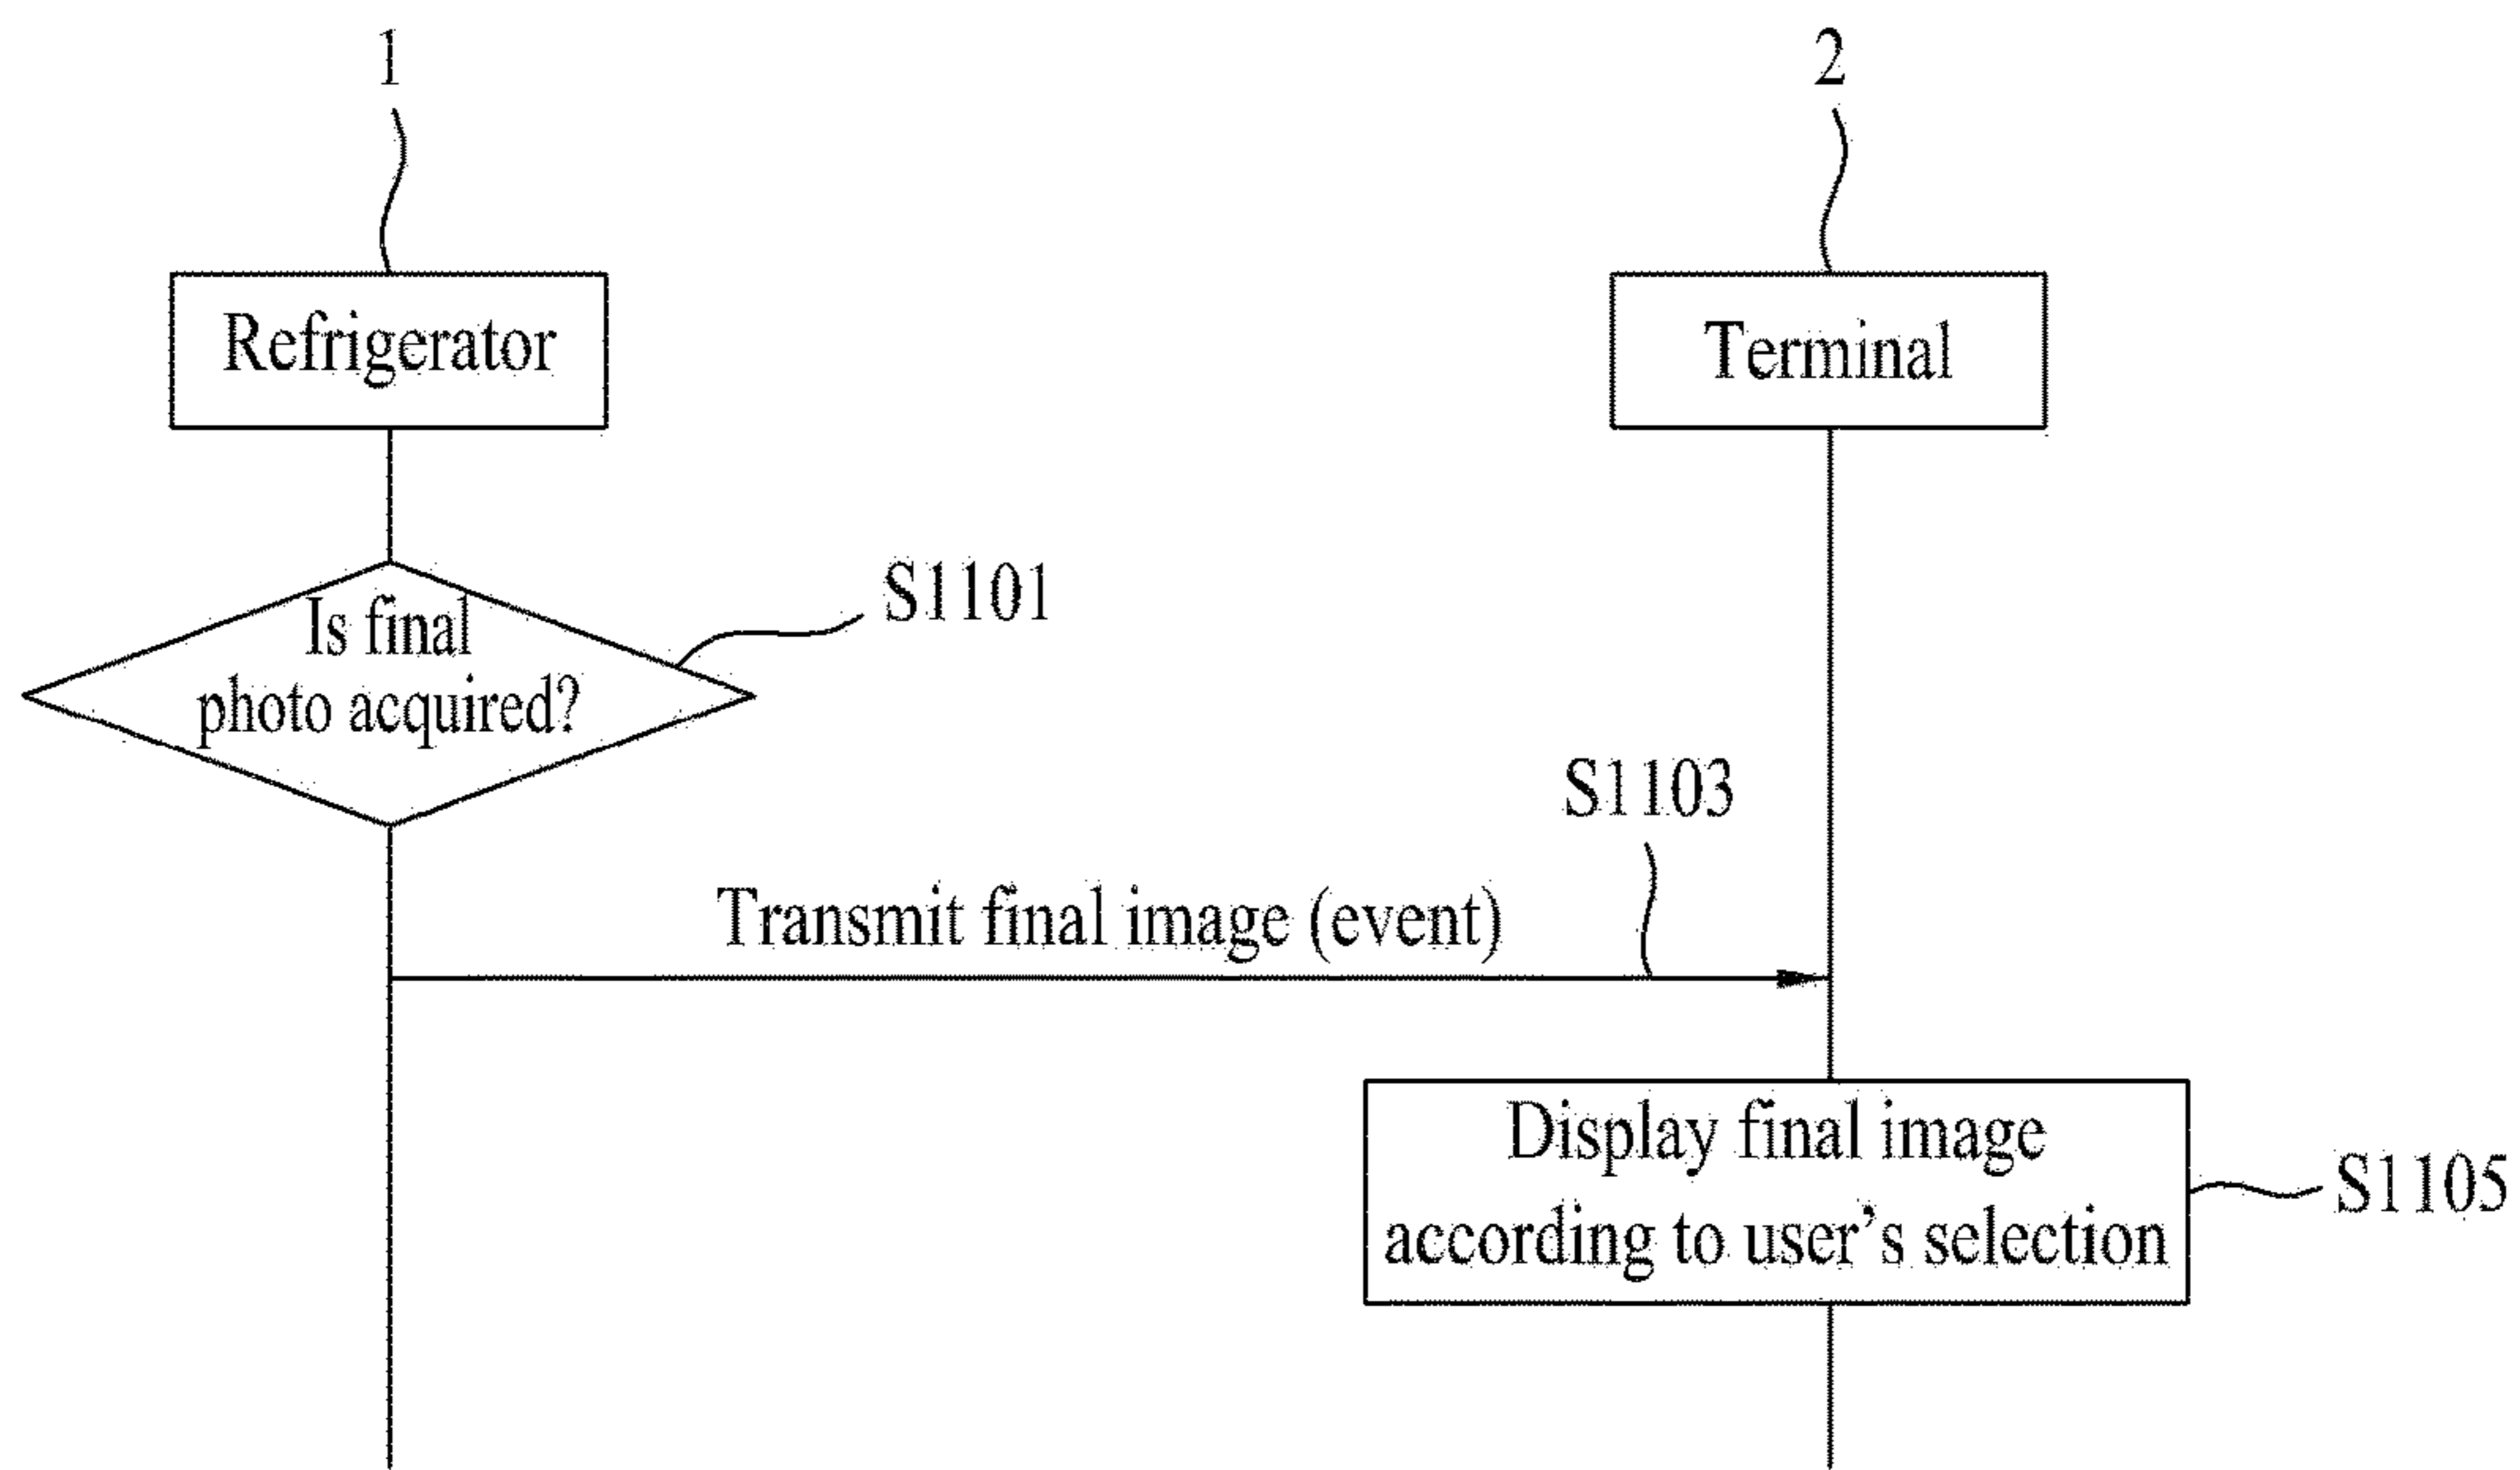 1
2
Refrigerator
Terminal
Is final
photo acquired?
S1101
S1103
Transmit final image (event)
Display final image
according to user’s selection
S1105